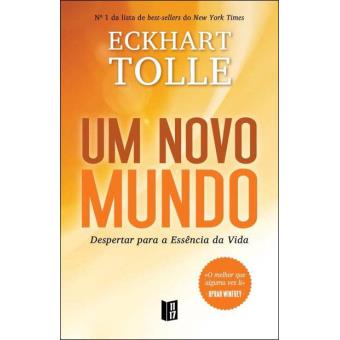 Nº 1 da lista de best-sellers do New York Times
ECKHART
TOLLE
UM NOVO
MUNDO
Despertar para a Essência da Vida
«O melhor que
alguma vez li»
OPRAH WINFREY
11
17